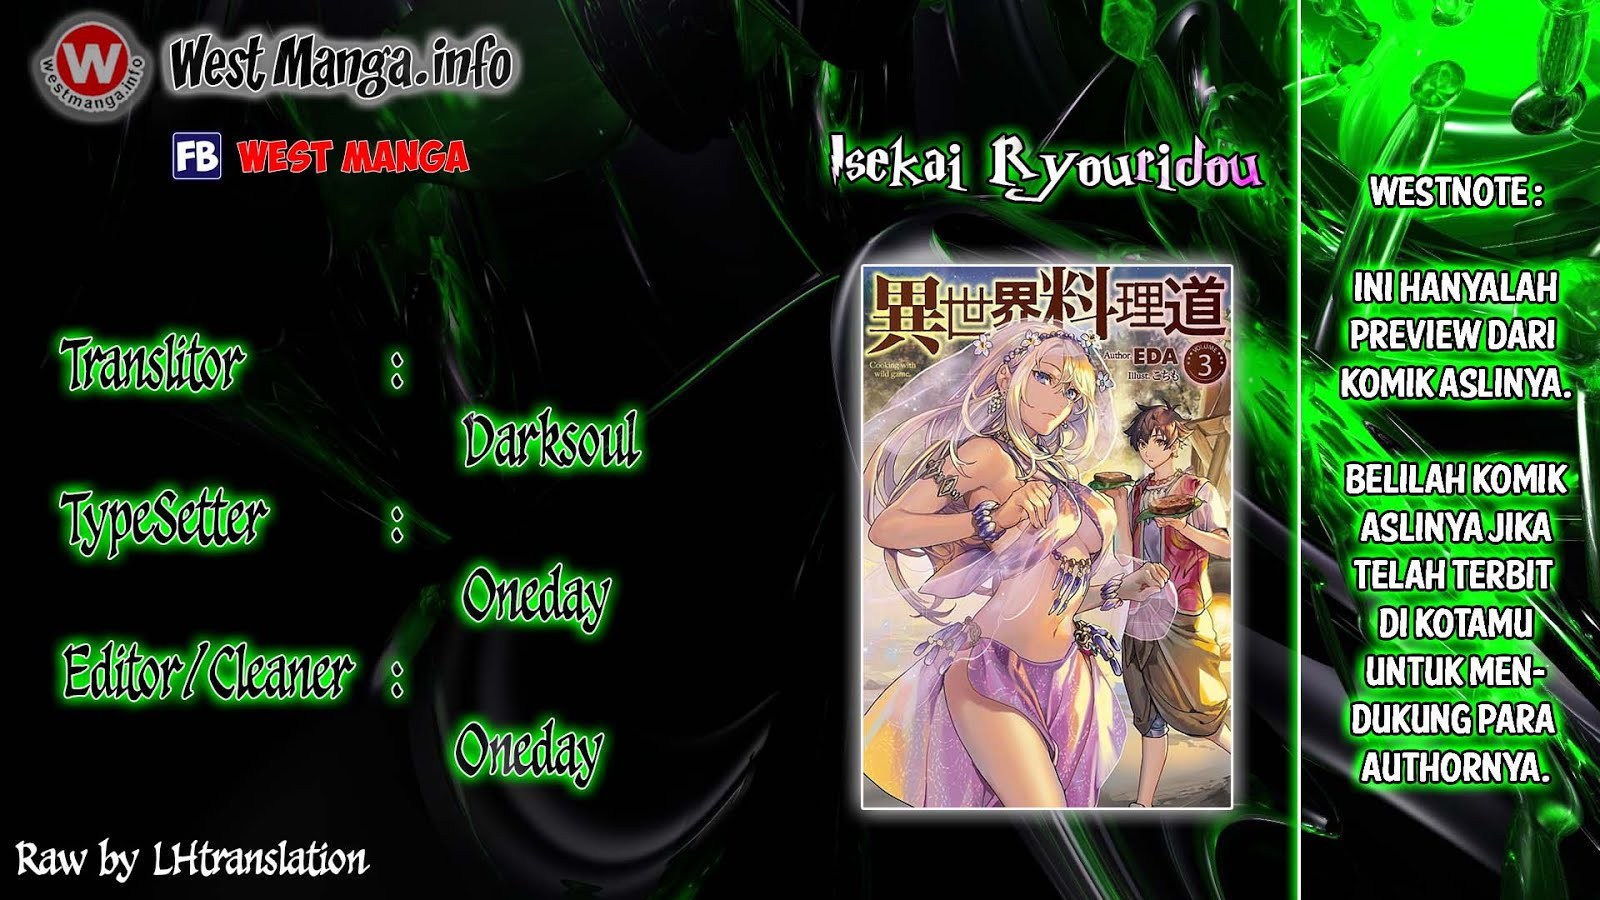 westmanga.info
West Manga.info
FB WEST MANGA
Translitor :
Darksoul
TypeSetter :
Oneday
Editor/Cleaner :
Oneday
Raw by LHtranslation
Isekai Ryouridou
異世界料理道
Cooking with
wild game.
Author. EDA
Illust. こちも
VOLUME
3
WESTNOTE :
INI HANYALAH
PREVIEW DARI
KOMIK ASLINYA.
BELILAH KOMIK
ASLINYA JIKA
TELAH TERBIT
DI KOTAMU
UNTUK MEN-
DUKUNG PARA
AUTHORNYA.